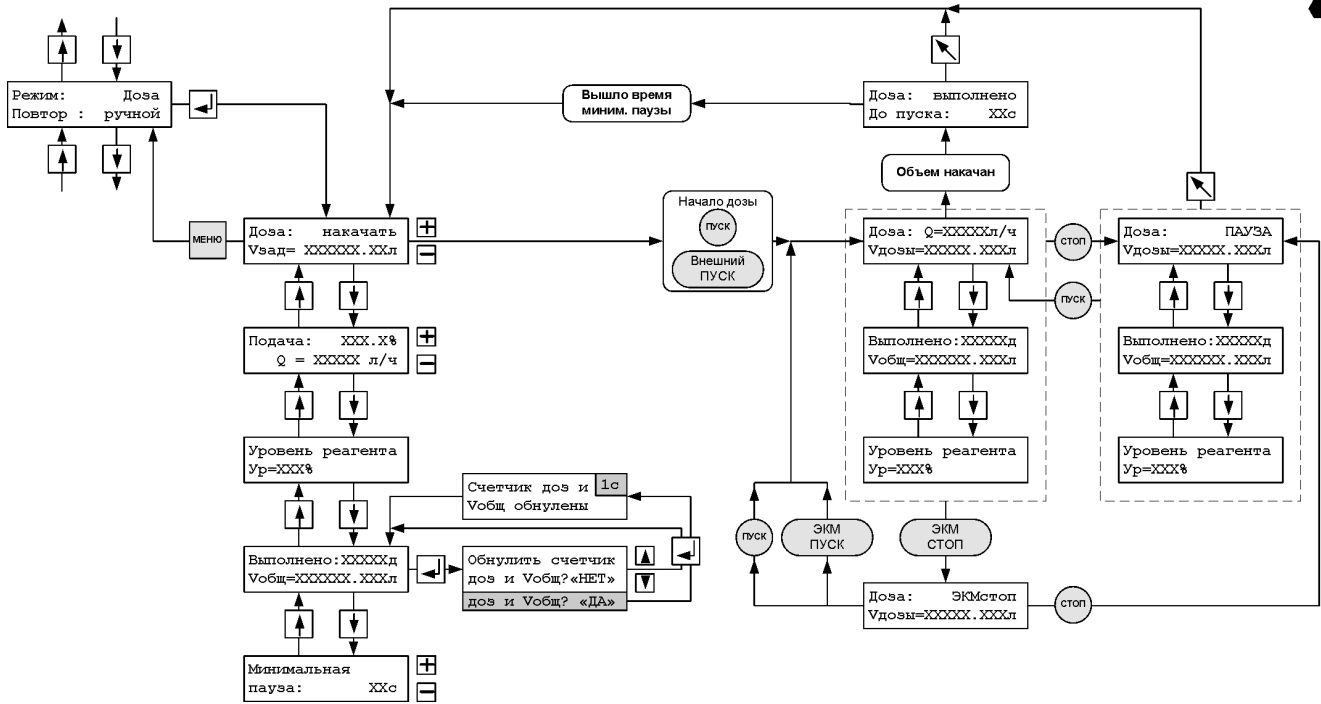 Режим: Доза
Повтор : ручной
МЕНЮ
Доза: накачать
Vзад= XXXXXX.XXл
+
−
Подача: XXX.X%
Q = XXXXX л/ч
+
−
Уровень реагента
Ур=XXX%
Выполнено:XXXXXд
Vобщ=XXXXXX.XXXл
Минимальная
пауза: XXс
+
−
Счетчик доз и
Vобщ обнулены
1с
Обнулить счетчик
доз и Vобщ?«НЕТ»
доз и Vобщ? «ДА»
Вышло время
миним. паузы
Начало дозы
ПУСК
Внешний
ПУСК
Доза: выполнено
До пуска: XXс
Объем накачан
Доза: Q=XXXXXл/ч
Vдозы=XXXXX.XXXл
Выполнено:XXXXXд
Vобщ=XXXXXX.XXXл
Уровень реагента
Ур=XXX%
СТОП
ПУСК
Доза: ПАУЗА
Vдозы=XXXXX.XXXл
Выполнено:XXXXXд
Vобщ=XXXXXX.XXXл
Уровень реагента
Ур=XXX%
ПУСК
ЭКМ
ПУСК
ЭКМ
СТОП
Доза: ЭКМстоп
Vдозы=XXXXX.XXXл
СТОП